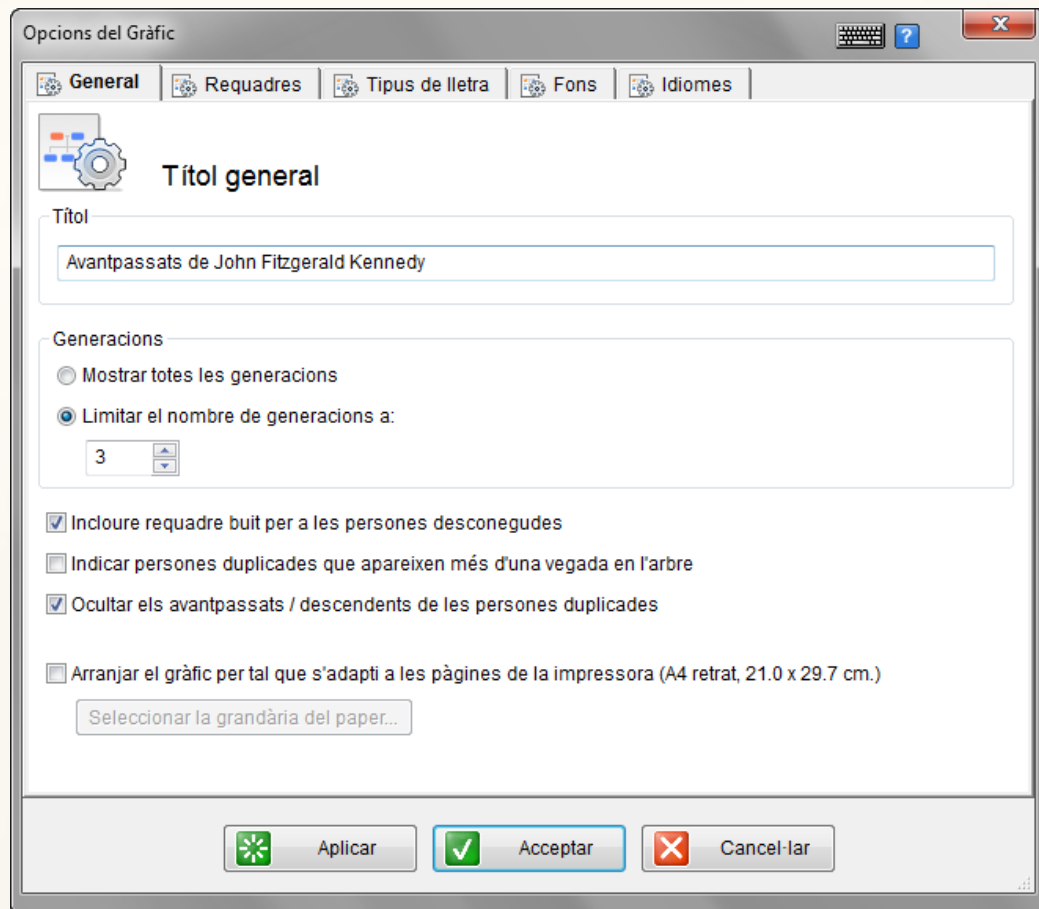 Opcions del Gràfic
General Requadres Tipus de lletra Fons Idiomes
Títol general
Títol
Avantpassats de John Fitzgerald Kennedy
Generacions
Mostrar totes les generacions
Limitar el nombre de generacions a:
3
Incloure requadre buit per a les persones desconegudes
Indicar persones duplicades que apareixen més d'una vegada en l'arbre
Ocultar els avantpassats / descendents de les persones duplicades
Arranjar el gràfic per tal que s'adapti a les pàgines de la impressora (A4 retrat, 21.0 x 29.7 cm.)
Seleccionar la grandària del paper...
Aplicar Acceptar Cancel·lar